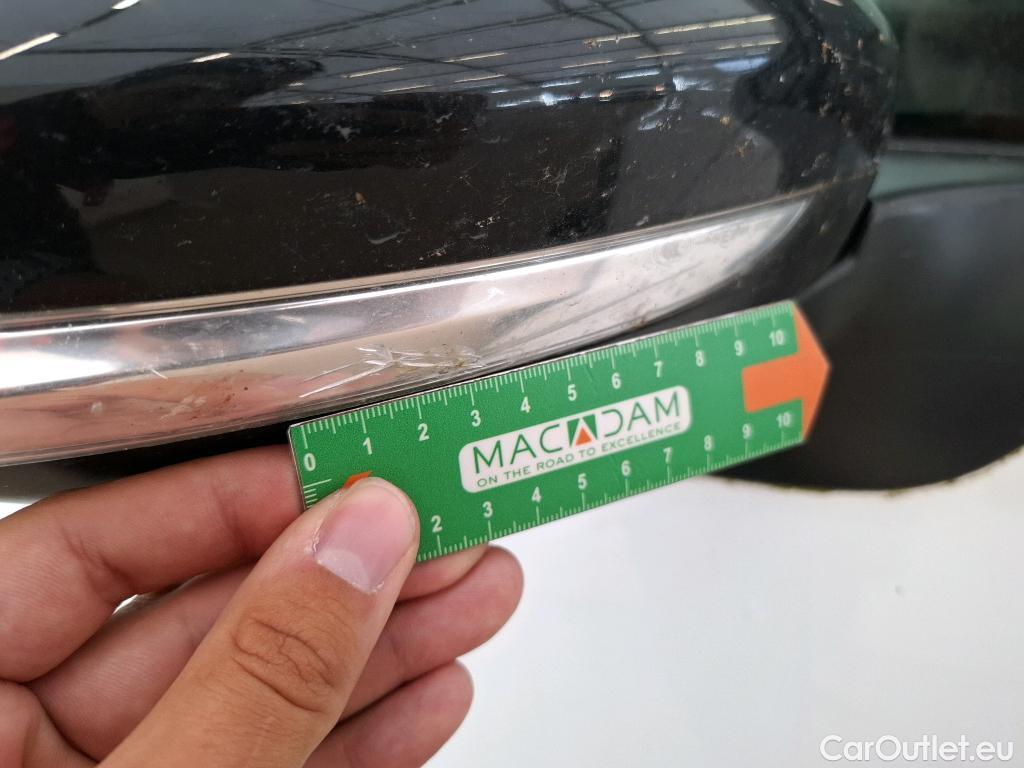 0 1 2 3 4 5 6 7 8 9 10
MACADAM
ON THE ROAD TO EXCELLENCE
2 3 4 5 6 7 8 9 10
CarOutlet.eu